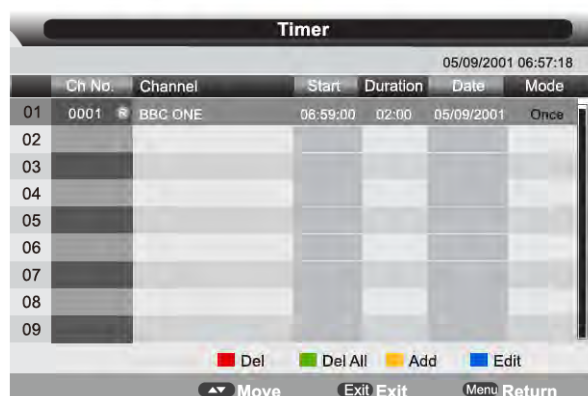 Timer
05/09/2001 06:57:18
Ch No. Channel Start Duration Date Mode
01 0001 R BBC ONE 06:59:00 02:00 05/09/2001 Once
02
03
04
05
06
07
08
09
Del Del All Add Edit
Move Exit Exit Menu Return